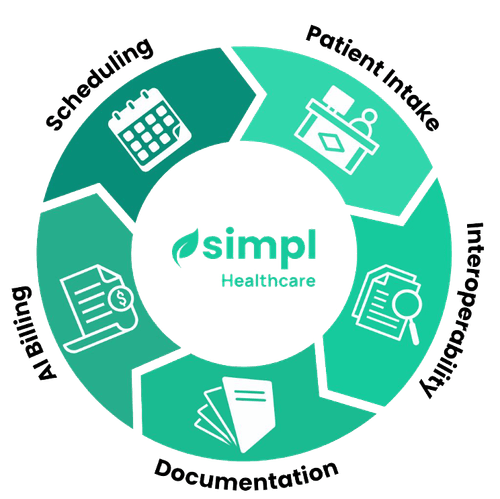 Scheduling
Patient Intake
Interoperability
Documentation
AI Billing
$
simpl
Healthcare